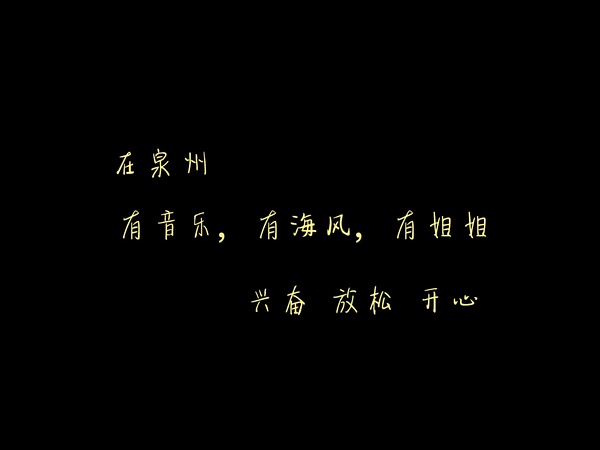 在泉州
有音乐，有海风，有姐姐
兴奋 放松 开心